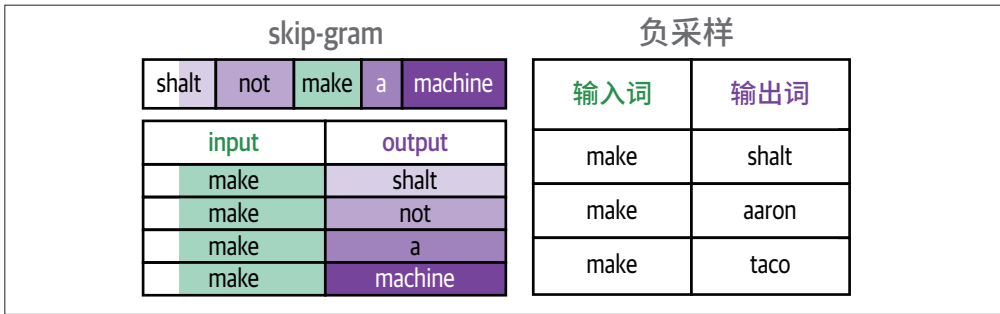 skip-gram
shalt not make a machine
input output
make shalt
make not
make a
make machine
负采样
输入词 输出词
make shalt
make aaron
make taco